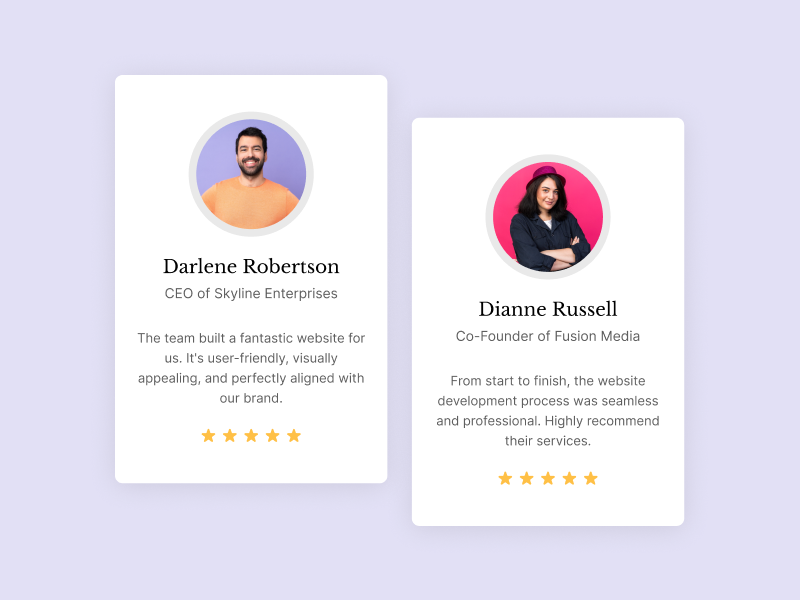 Darlene Robertson
CEO of Skyline Enterprises
The team built a fantastic website for
us. It's user-friendly, visually
appealing, and perfectly aligned with
our brand.
Dianne Russell
Co-Founder of Fusion Media
From start to finish, the website
development process was seamless
and professional. Highly recommend
their services.